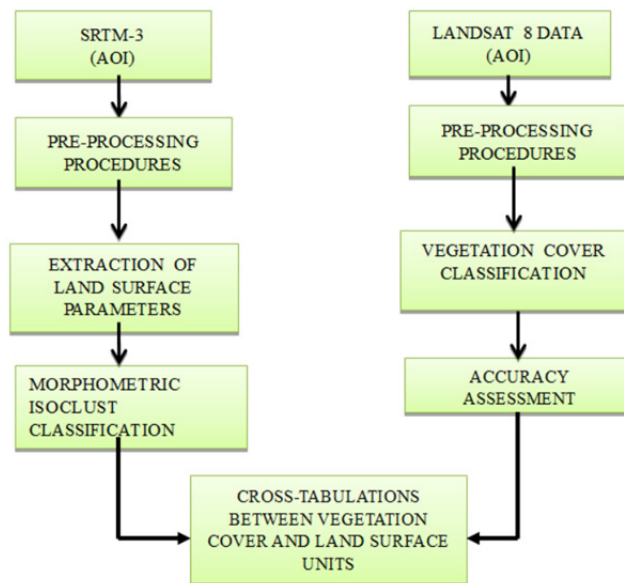 SRTM-3
(AOI)
PRE-PROCESSING
PROCEDURES
EXTRACTION OF
LAND SURFACE
PARAMETERS
MORPHOMETRIC
ISOCLUST
CLASSIFICATION
LANDSAT 8 DATA
(AOI)
PRE-PROCESSING
PROCEDURES
VEGETATION COVER
CLASSIFICATION
ACCURACY
ASSESSMENT
CROSS-TABULATIONS
BETWEEN VEGETATION
COVER AND LAND SURFACE
UNITS